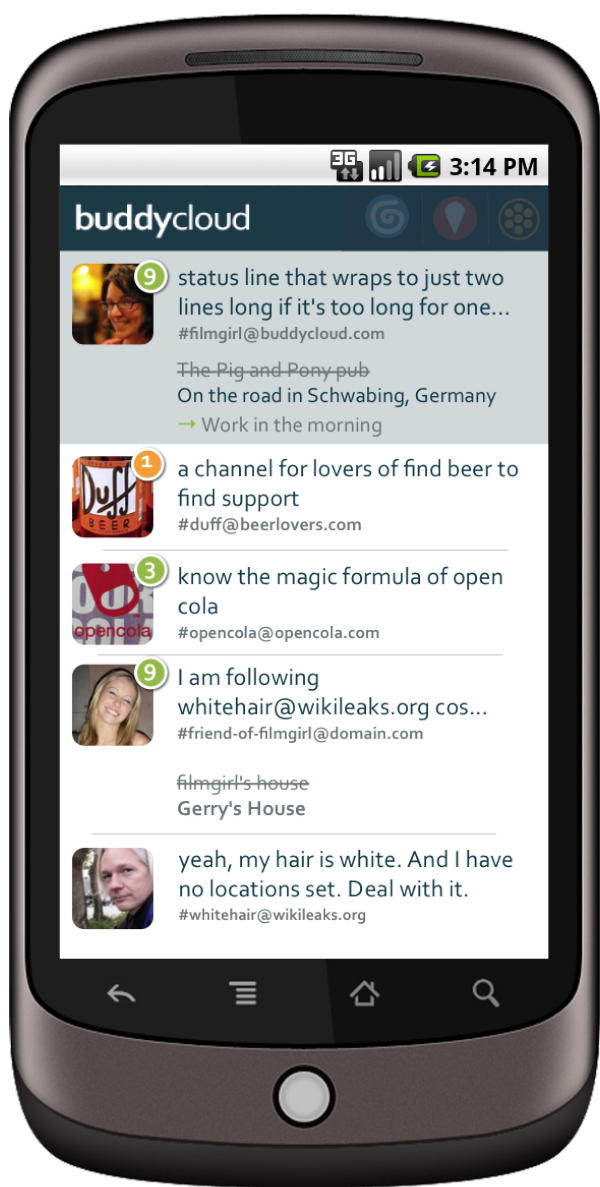 3G
3:14 PM
buddycloud
9
status line that wraps to just two
lines long if it's too long for one...
#filmgirl@buddycloud.com
The Pig and Pony pub
On the road in Schwabing, Germany
→ Work in the morning
1
Duff
BEER
a channel for lovers of find beer to
find support
#duff@beerlovers.com
3
OUR
COLA
opencola
know the magic formula of open
cola
#opencola@opencola.com
9
I am following
whitehair@wikileaks.org cos...
#friend-of-filmgirl@domain.com
filmgirl's house
Gerry's House
yeah, my hair is white. And I have
no locations set. Deal with it.
#whitehair@wikileaks.org